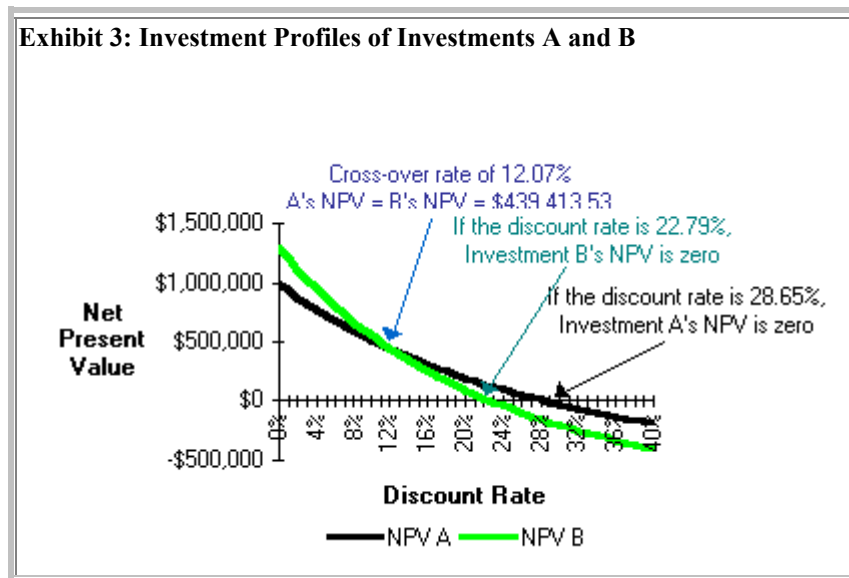 Exhibit 3: Investment Profiles of Investments A and B
Cross-over rate of 12.07%
A's NPV = B's NPV = $439,413.53
If the discount rate is 22.79%,
Investment B's NPV is zero
If the discount rate is 28.65%,
Investment A's NPV is zero
$1,500,000
$1,000,000
$500,000
$0
-$500,000
Net
Present
Value
0%
4%
8%
12%
16%
20%
24%
28%
32%
36%
40%
Discount Rate
NPV A
NPV B